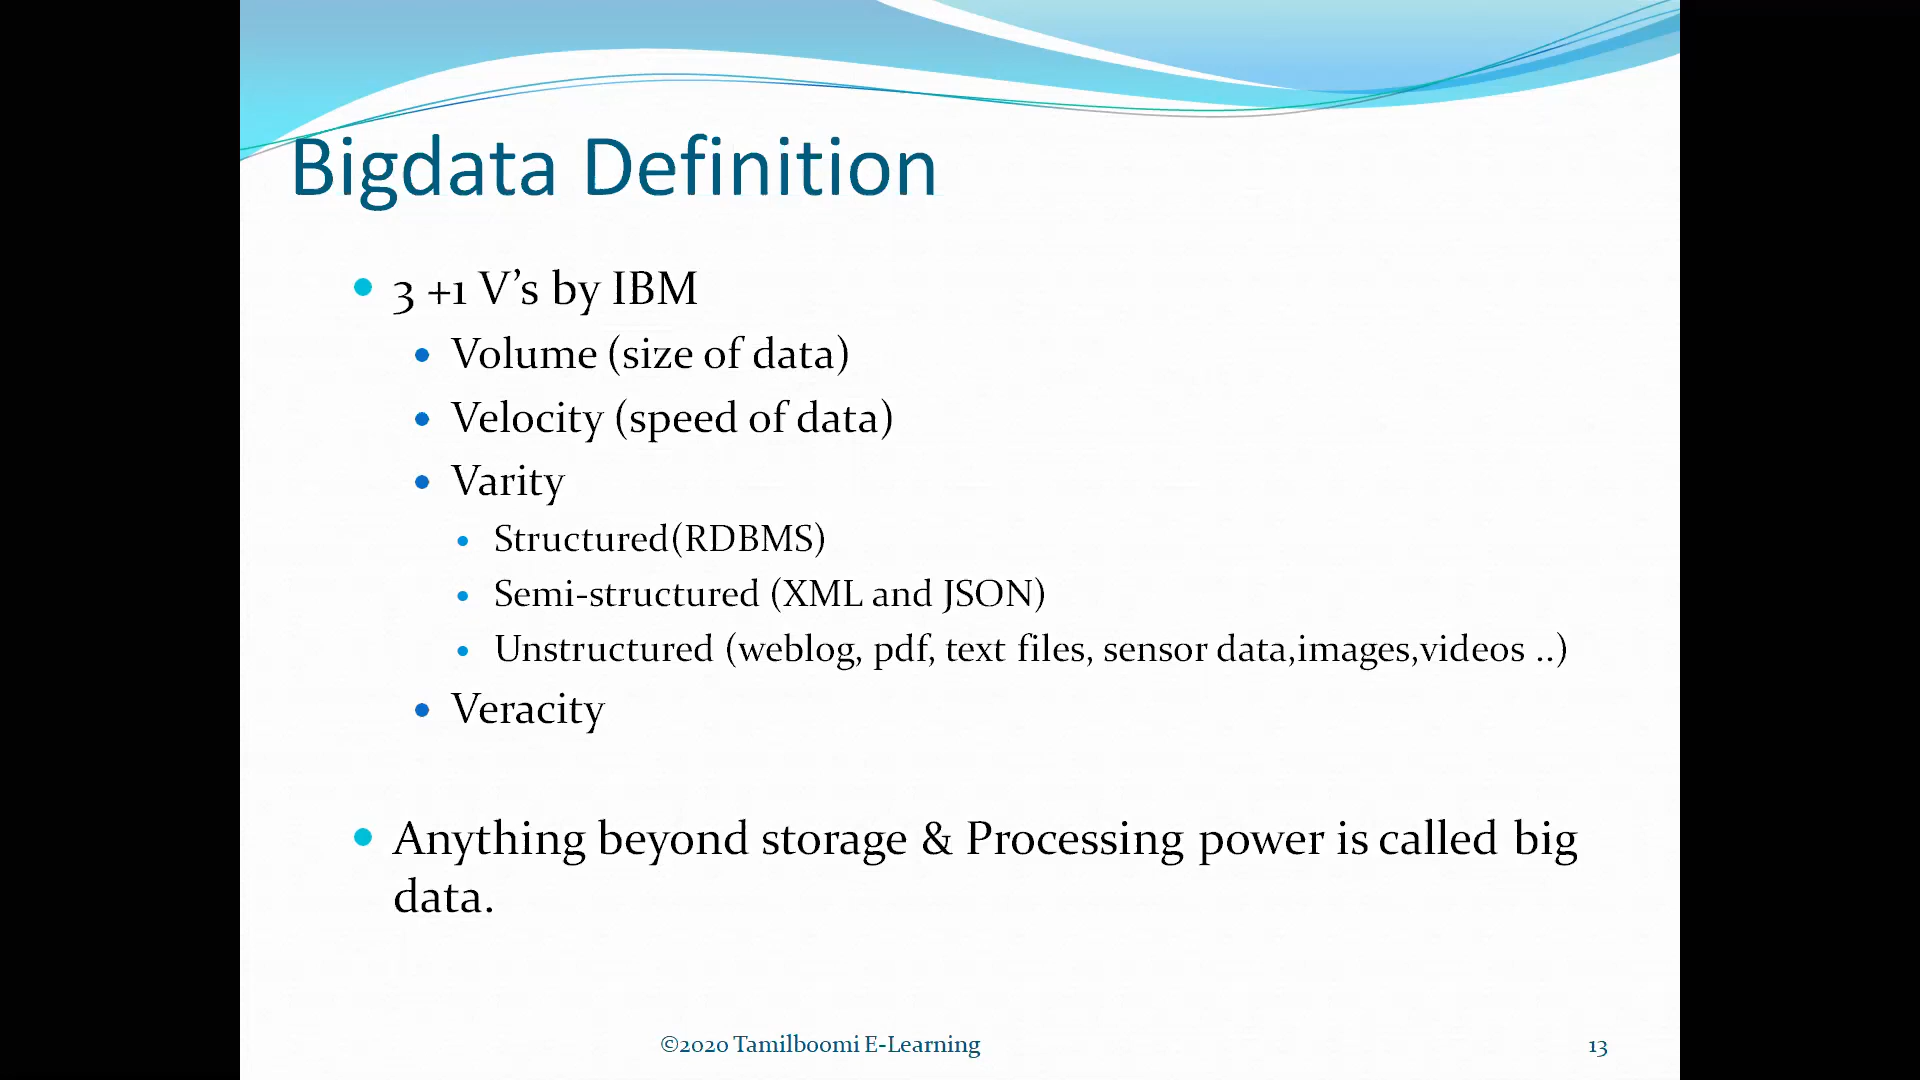 Bigdata Definition
3 +1 V’s by IBM
Volume (size of data)
Velocity (speed of data)
Varity
Structured(RDBMS)
Semi-structured (XML and JSON)
Unstructured (weblog, pdf, text files, sensor data,images,videos ..)
Veracity
Anything beyond storage & Processing power is called big
data.
©2020 Tamilboomi E-Learning
13